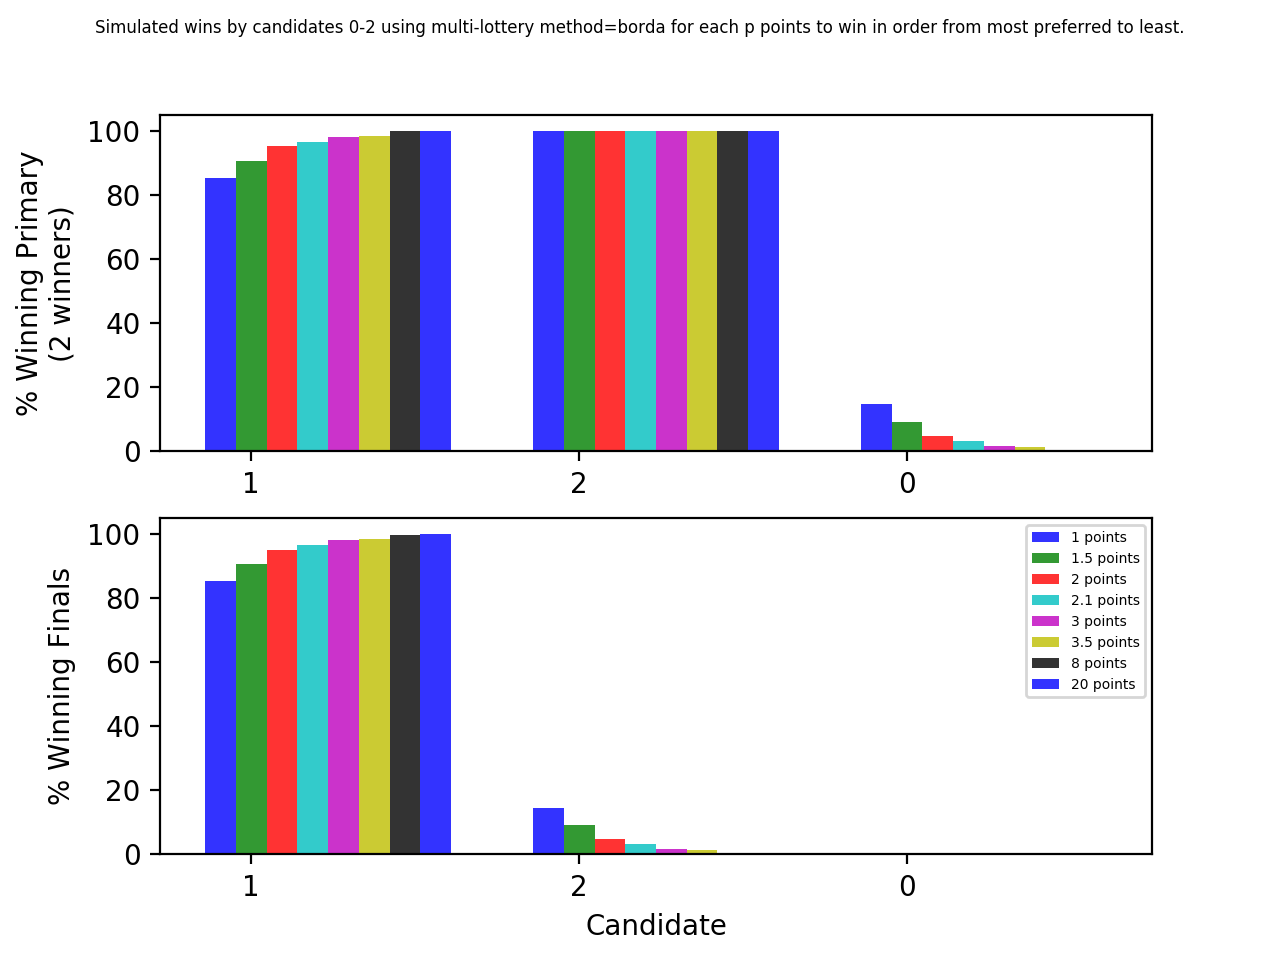 Simulated wins by candidates 0-2 using multi-lottery method=borda for each p points to win in order from most preferred to least.
% Winning Primary
(2 winners)
100
80
60
40
20
0
1
2
0
% Winning Finals
100
80
60
40
20
0
1 points
1.5 points
2 points
2.1 points
3 points
3.5 points
8 points
20 points
1
2
0
Candidate